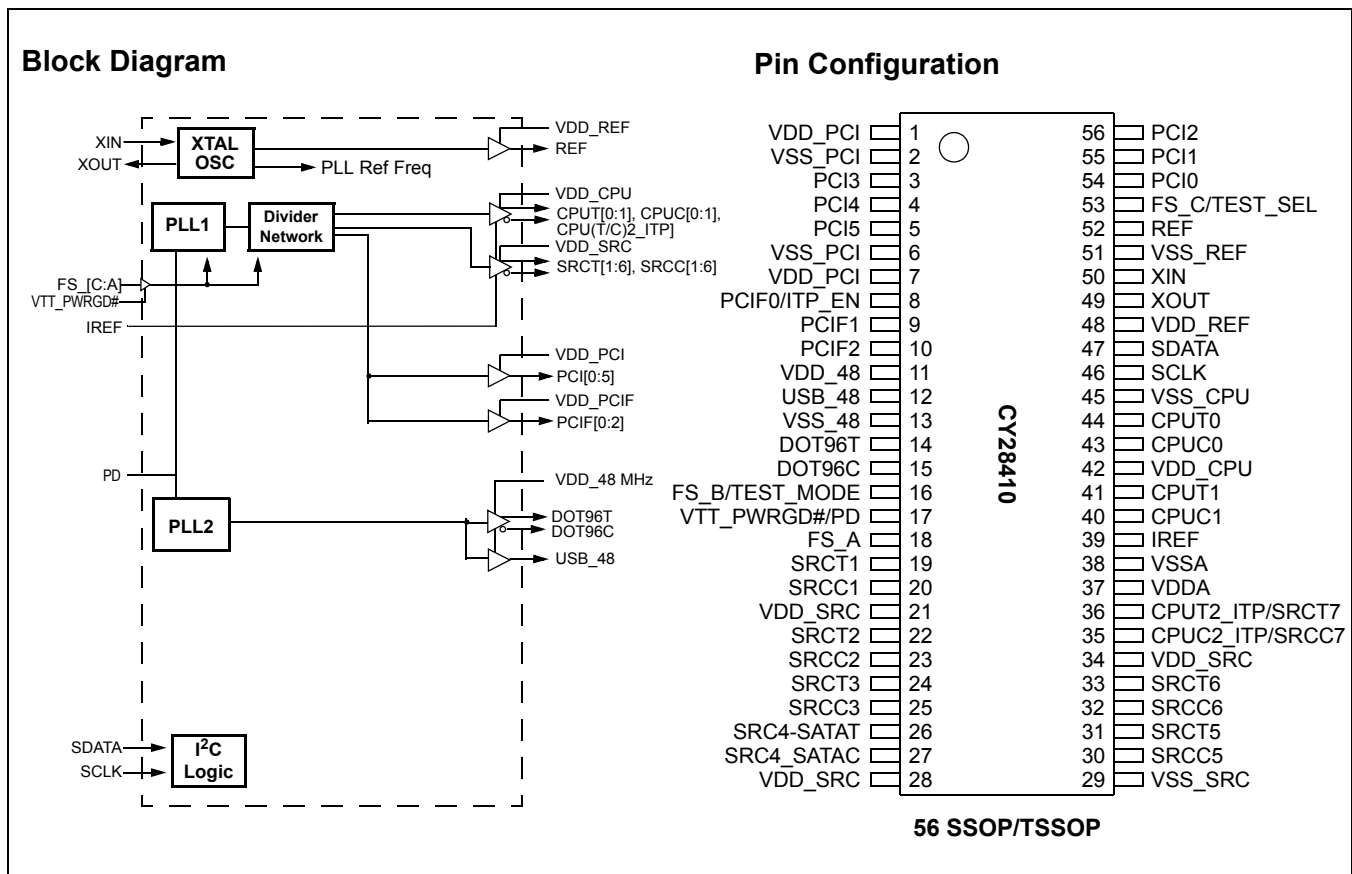 Block Diagram
XIN
XOUT
XTAL
OSC
VDD_REF
REF
PLL Ref Freq
PLL1
Divider
Network
VDD_CPU
CPUT[0:1], CPUC[0:1],
CPU(T/C)2_ITP]
VDD_SRC
SRCT[1:6], SRCC[1:6]
FS_[C:A]
VTT_PWRGD#
IREF
VDD_PCI
PCI[0:5]
VDD_PCIF
PCIF[0:2]
PD
PLL2
VDD_48 MHz
DOT96T
DOT96C
USB_48
SDATA
SCLK
I2C
Logic
Pin Configuration
VDD_PCI 1 56 PCI2
VSS_PCI 2 55 PCI1
PCI3 3 54 PCI0
PCI4 4 53 FS_C/TEST_SEL
PCI5 5 52 REF
VSS_PCI 6 51 VSS_REF
VDD_PCI 7 50 XIN
PCIF0/ITP_EN 8 49 XOUT
PCIF1 9 48 VDD_REF
PCIF2 10 47 SDATA
VDD_48 11 46 SCLK
USB_48 12 45 VSS_CPU
VSS_48 13 44 CPUT0
DOT96T 14 43 CPUC0
DOT96C 15 42 VDD_CPU
FS_B/TEST_MODE 16 41 CPUT1
VTT_PWRGD#/PD 17 40 CPUC1
FS_A 18 39 IREF
SRCT1 19 38 VSSA
SRCC1 20 37 VDDA
VDD_SRC 21 36 CPUT2_ITP/SRCT7
SRCT2 22 35 CPUC2_ITP/SRCC7
SRCC2 23 34 VDD_SRC
SRCT3 24 33 SRCT6
SRCC3 25 32 SRCC6
SRC4-SATAT 26 31 SRCT5
SRC4_SATAC 27 30 SRCC5
VDD_SRC 28 29 VSS_SRC
CY28410
56 SSOP/TSSOP